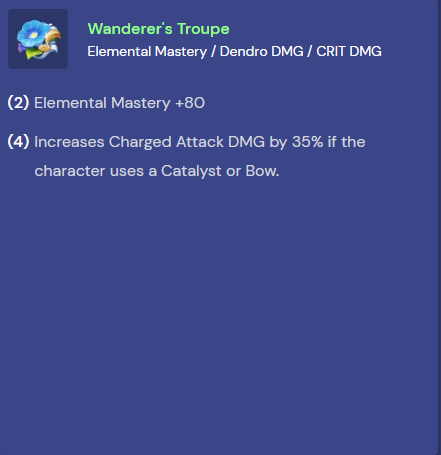 Wanderer's Troupe
Elemental Mastery / Dendro DMG / CRIT DMG
(2) Elemental Mastery +80
(4) Increases Charged Attack DMG by 35% if the
character uses a Catalyst or Bow.